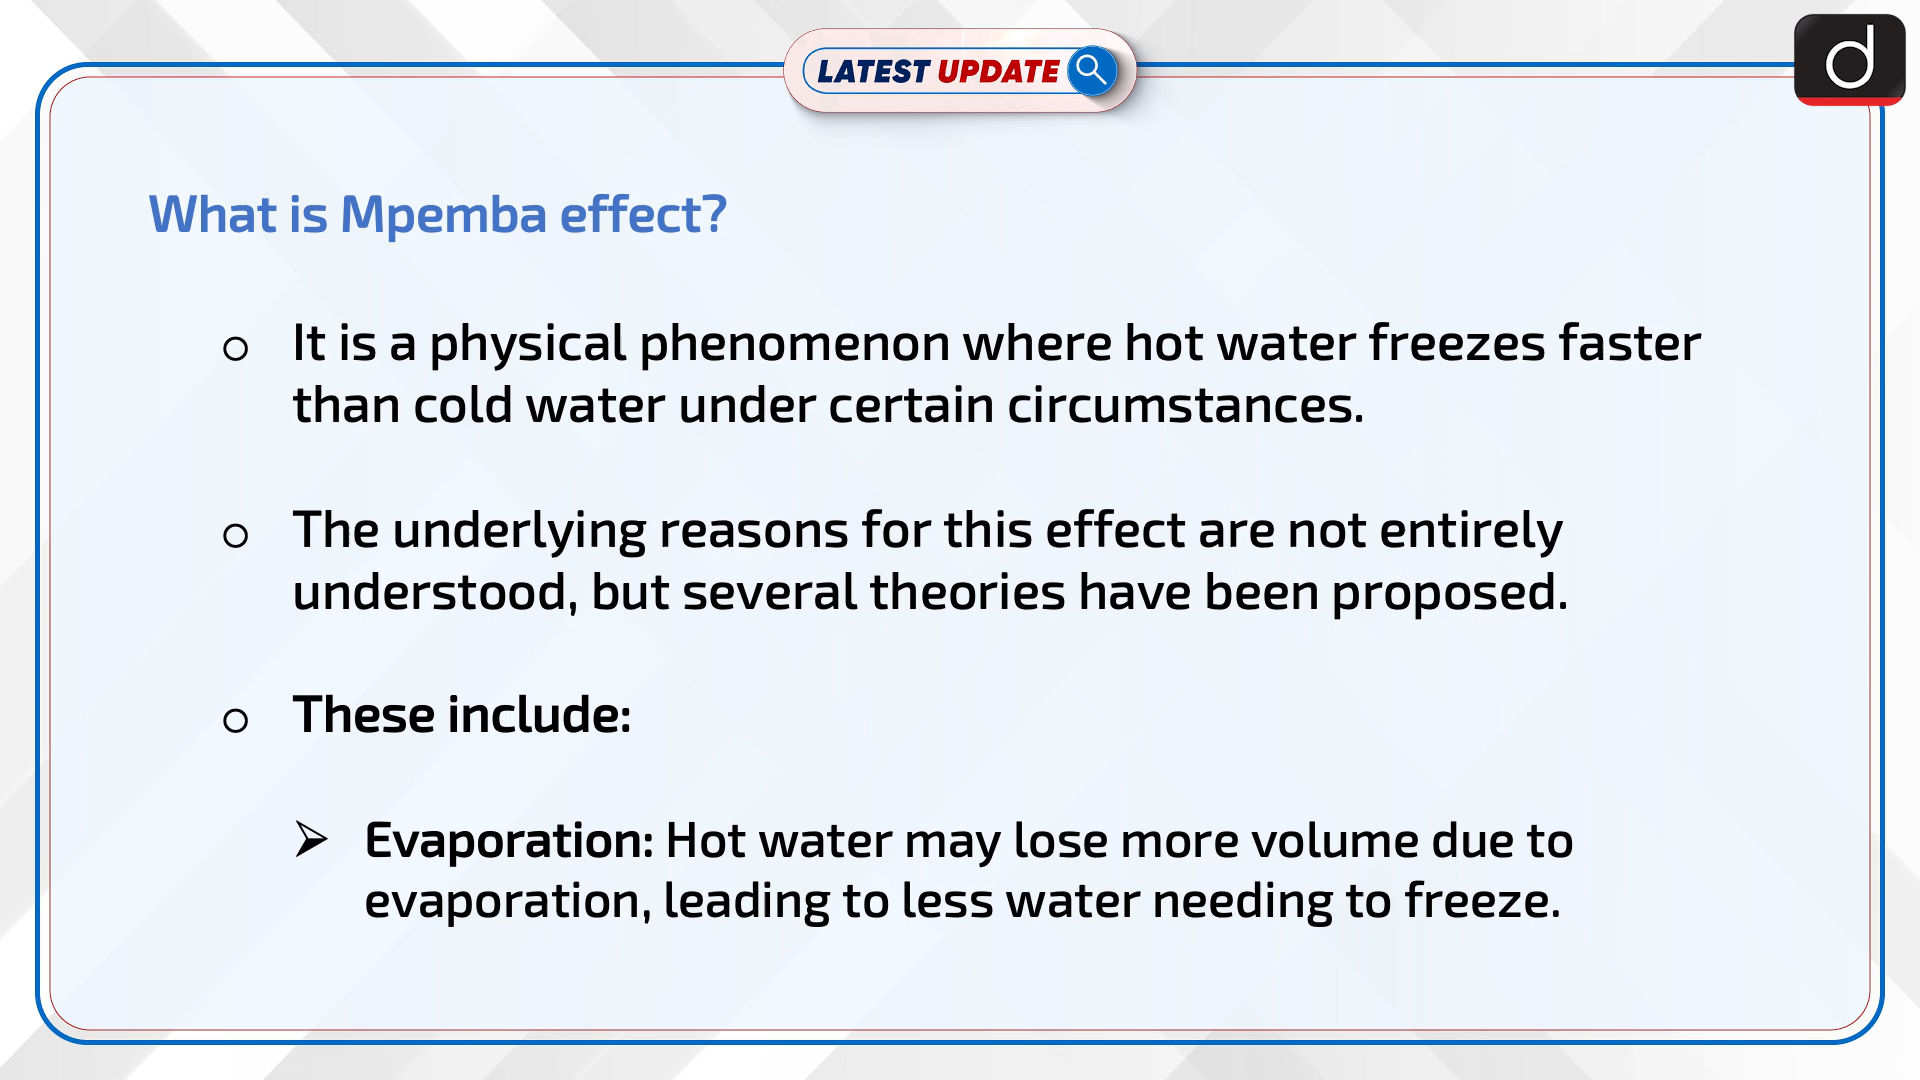 LATEST UPDATE
d
What is Mpemba effect?
It is a physical phenomenon where hot water freezes faster
than cold water under certain circumstances.
The underlying reasons for this effect are not entirely
understood, but several theories have been proposed.
These include:
Evaporation: Hot water may lose more volume due to
evaporation, leading to less water needing to freeze.